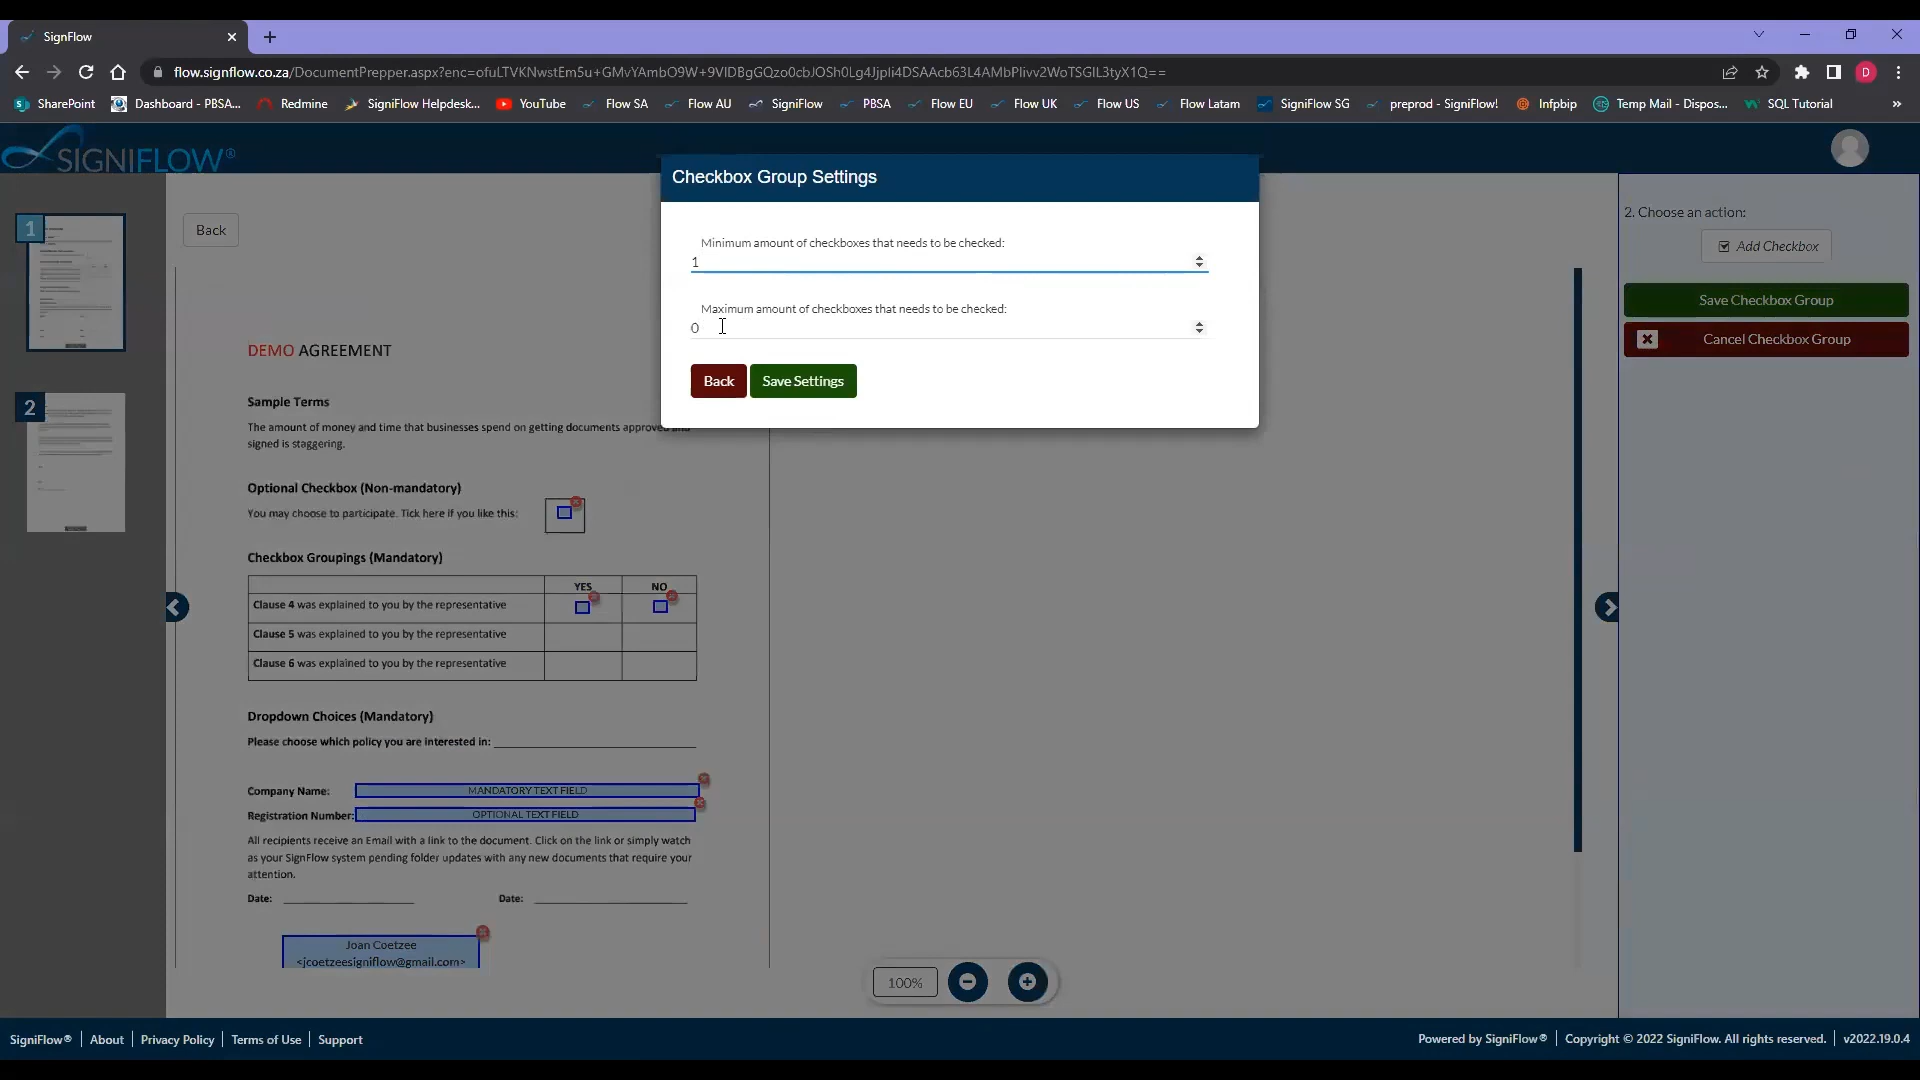 SignFlow
flow.signflow.co.za/DocumentPrepper.aspx?enc=ofuLTVKNwstEm5u+GMvYAmbO9W+9VIDBgGQzo0cbJOSh0Lg4Jjpli4DSAAcb63L4AMbPlivv2WoTSGIL3tyX1Q==
D
SharePoint
Dashboard - PBSA...
Redmine
SigniFlow Helpdesk...
YouTube
Flow SA
Flow AU
SigniFlow
PBSA
Flow EU
Flow UK
Flow US
Flow Latam
SigniFlow SG
preprod - SigniFlow!
Infpbip
Temp Mail - Dispos...
SQL Tutorial
SIGNIFLOW®
Checkbox Group Settings
Minimum amount of checkboxes that needs to be checked:
1
Maximum amount of checkboxes that needs to be checked:
0
Back
Save Settings
1
2
Back
DEMO AGREEMENT
Sample Terms
The amount of money and time that businesses spend on getting documents approved and
signed is staggering.
Optional Checkbox (Non-mandatory)
You may choose to participate. Tick here if you like this:
Checkbox Groupings (Mandatory)
YES NO
Clause 4 was explained to you by the representative
Clause 5 was explained to you by the representative
Clause 6 was explained to you by the representative
Dropdown Choices (Mandatory)
Please choose which policy you are interested in:
Company Name: MANDATORY TEXT FIELD
Registration Number: OPTIONAL TEXT FIELD
All recipients receive an Email with a link to the document. Click on the link or simply watch
as your SignFlow system pending folder updates with any new documents that require your
attention.
Date: Date:
Joan Coetzee
<jcoetzeesigniflow@gmail.com>
100%
2. Choose an action:
Add Checkbox
Save Checkbox Group
Cancel Checkbox Group
SigniFlow® | About | Privacy Policy | Terms of Use | Support
Powered by SigniFlow® | Copyright © 2022 SigniFlow. All rights reserved. | v2022.19.0.4